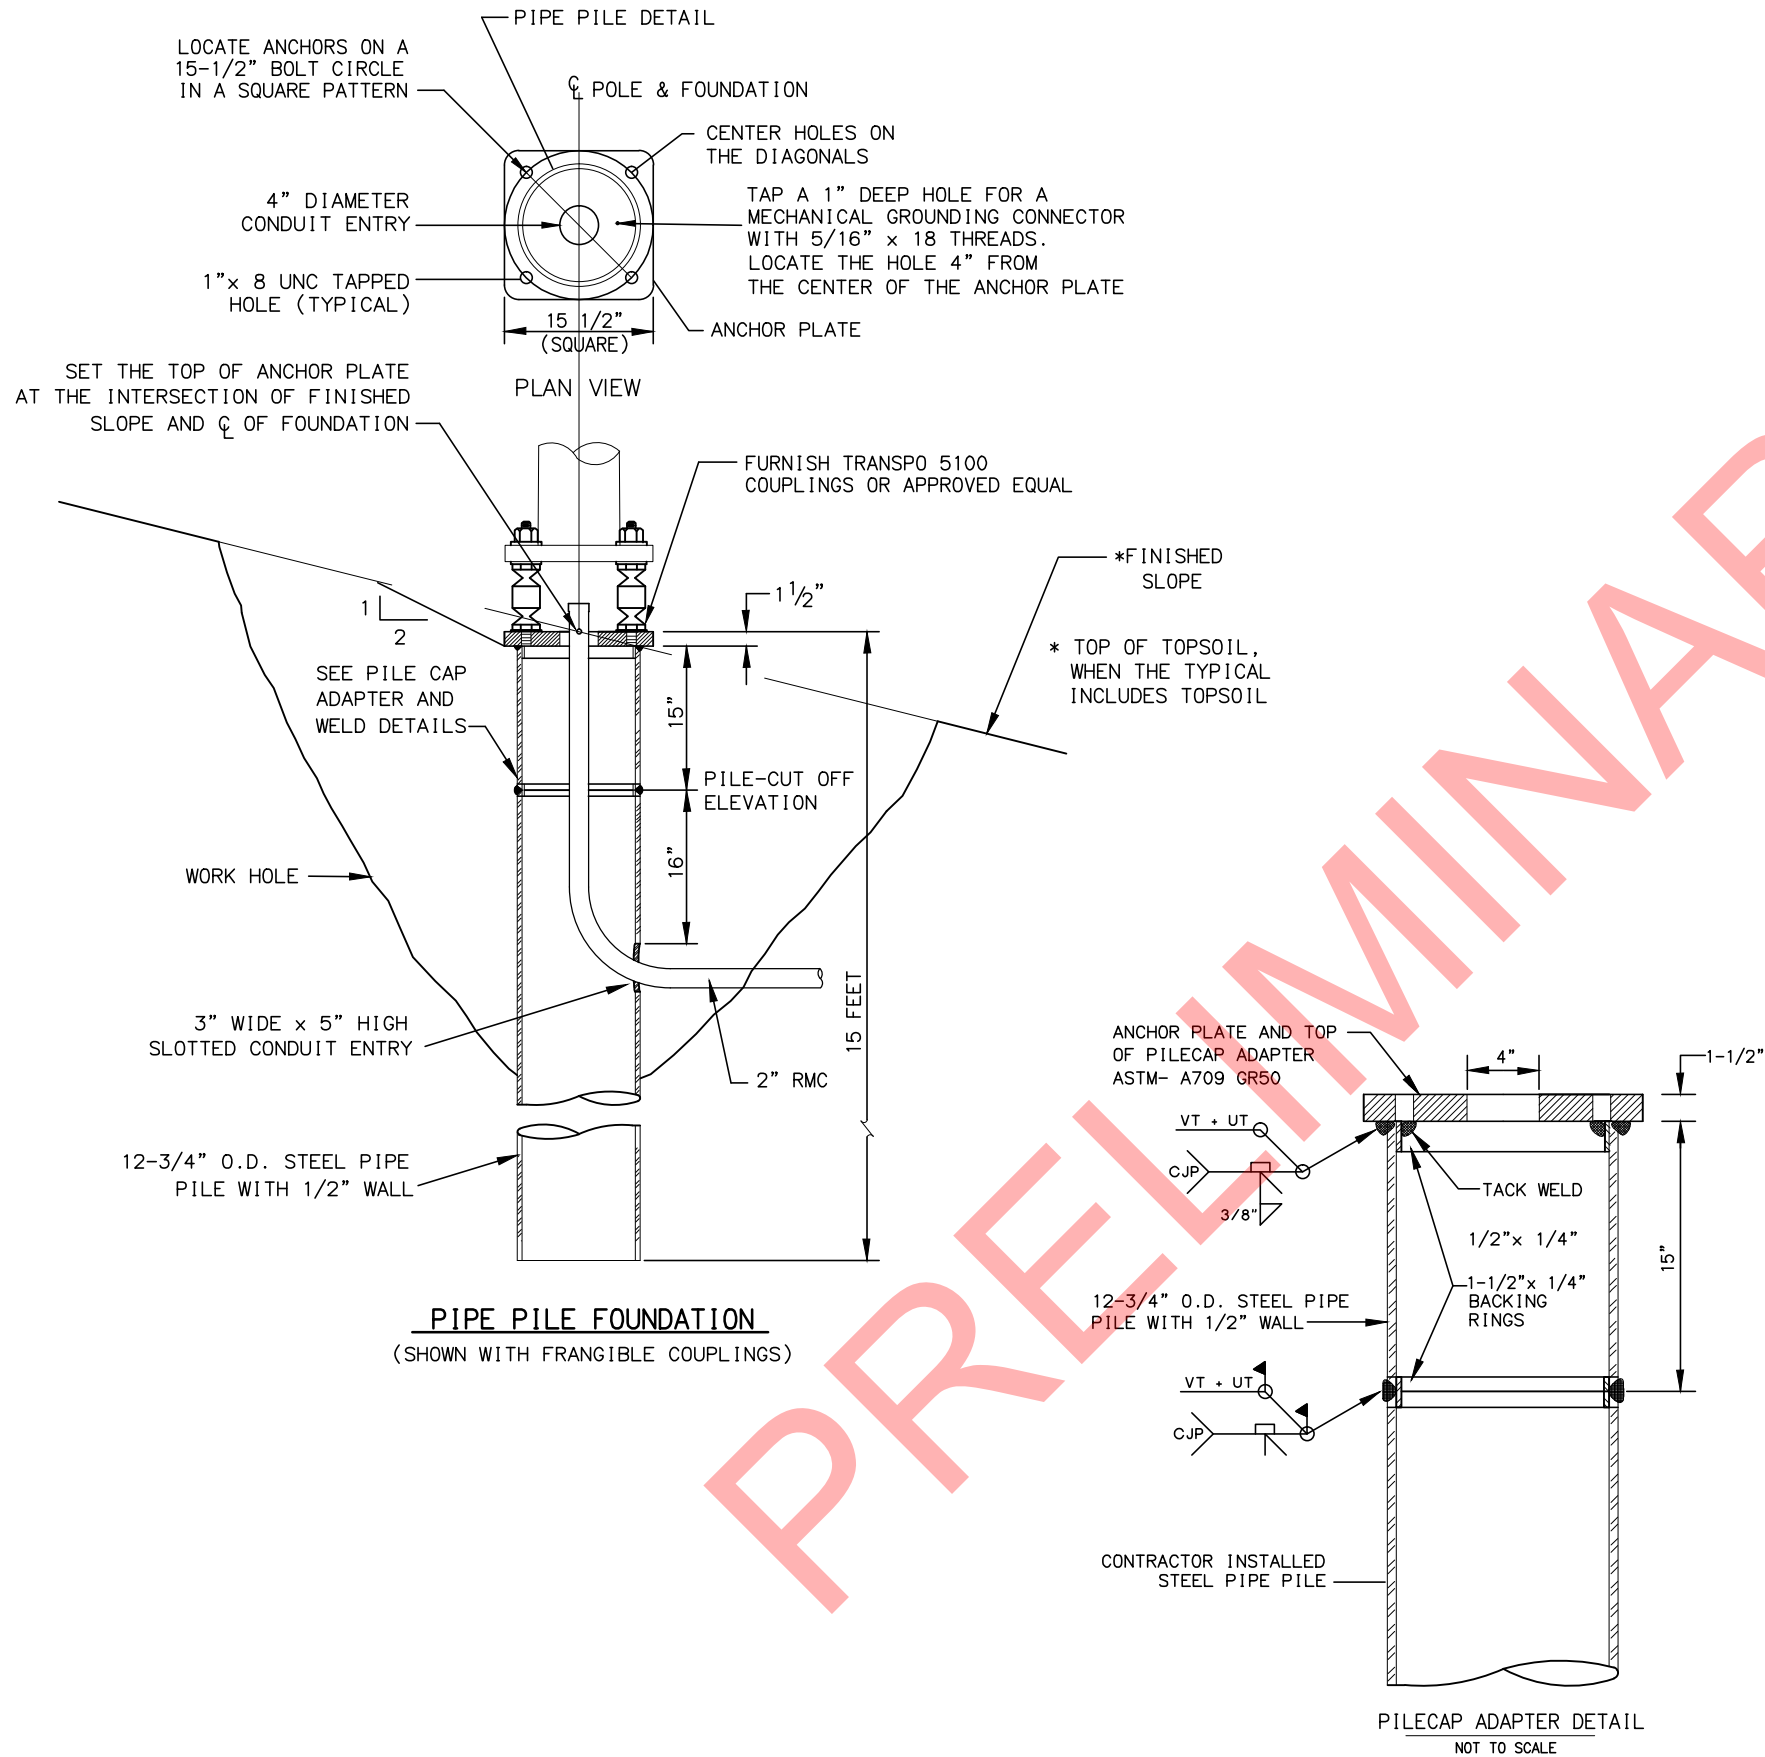 PIPE PILE DETAIL
LOCATE ANCHORS ON A
15-1/2" BOLT CIRCLE
IN A SQUARE PATTERN
℄ POLE & FOUNDATION
CENTER HOLES ON
THE DIAGONALS
4" DIAMETER
CONDUIT ENTRY
TAP A 1" DEEP HOLE FOR A
MECHANICAL GROUNDING CONNECTOR
WITH 5/16" x 18 THREADS.
LOCATE THE HOLE 4" FROM
THE CENTER OF THE ANCHOR PLATE
1"x 8 UNC TAPPED
HOLE (TYPICAL)
15 1/2"
(SQUARE)
ANCHOR PLATE
PLAN VIEW
SET THE TOP OF ANCHOR PLATE
AT THE INTERSECTION OF FINISHED
SLOPE AND ℄ OF FOUNDATION
FURNISH TRANSPO 5100
COUPLINGS OR APPROVED EQUAL
*FINISHED
SLOPE
1 1/2"
1
2
* TOP OF TOPSOIL,
WHEN THE TYPICAL
INCLUDES TOPSOIL
SEE PILE CAP
ADAPTER AND
WELD DETAILS
15"
PILE-CUT OFF
ELEVATION
16"
WORK HOLE
15 FEET
3" WIDE x 5" HIGH
SLOTTED CONDUIT ENTRY
2" RMC
12-3/4" O.D. STEEL PIPE
PILE WITH 1/2" WALL
PIPE PILE FOUNDATION
(SHOWN WITH FRANGIBLE COUPLINGS)
ANCHOR PLATE AND TOP
OF PILECAP ADAPTER
ASTM- A709 GR50
4"
1-1/2"
VT + UT
CJP
3/8"
TACK WELD
1/2"x 1/4"
15"
1-1/2"x 1/4"
BACKING
RINGS
12-3/4" O.D. STEEL PIPE
PILE WITH 1/2" WALL
VT + UT
CJP
CONTRACTOR INSTALLED
STEEL PIPE PILE
PILECAP ADAPTER DETAIL
NOT TO SCALE
PRELIMINAR